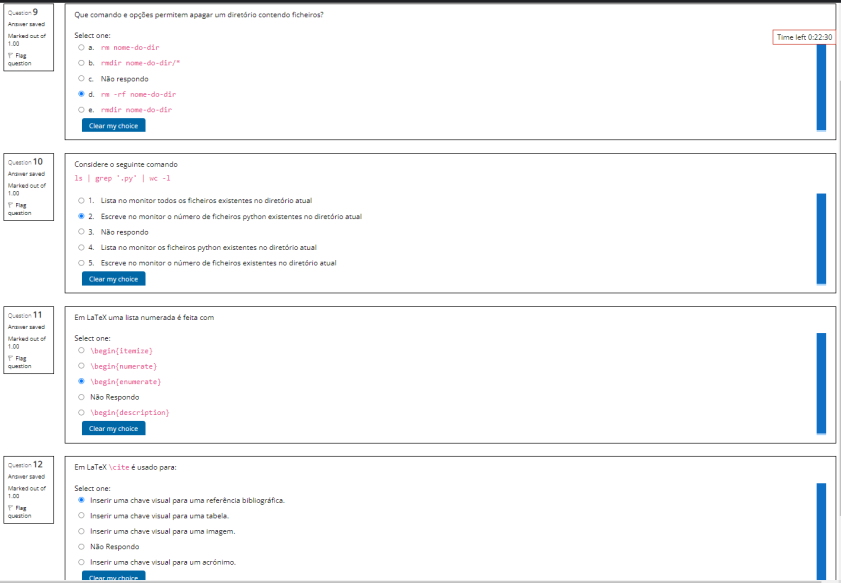 Question 9
Answer saved
Marked out of
1.00
Flag
question
Que comando e opções permitem apagar um diretório contendo ficheiros?
Time left 0:22:30
Select one:
a. rm nome-do-dir
b. rmdir nome-do-dir/*
c. Não respondo
d. rm -rf nome-do-dir
e. rmdir nome-do-dir
Clear my choice
Question 10
Answer saved
Marked out of
1.00
Flag
question
Considere o seguinte comando
ls | grep ".py" | wc -l
1. Lista no monitor todos os ficheiros existentes no diretório atual
2. Escreve no monitor o número de ficheiros python existentes no diretório atual
3. Não respondo
4. Lista no monitor os ficheiros python existentes no diretório atual
5. Escreve no monitor o número de ficheiros existentes no diretório atual
Clear my choice
Question 11
Answer saved
Marked out of
1.00
Flag
question
Em LaTeX uma lista numerada é feita com
Select one:
\begin{itemize}
\begin{numerate}
\begin{enumerate}
Não Respondo
\begin{description}
Clear my choice
Question 12
Answer saved
Marked out of
1.00
Flag
question
Em LaTeX \cite é usado para:
Select one:
Inserir uma chave visual para uma referência bibliográfica.
Inserir uma chave visual para uma tabela.
Inserir uma chave visual para uma imagem.
Não Respondo
Inserir uma chave visual para um acrónimo.
Clear my choice